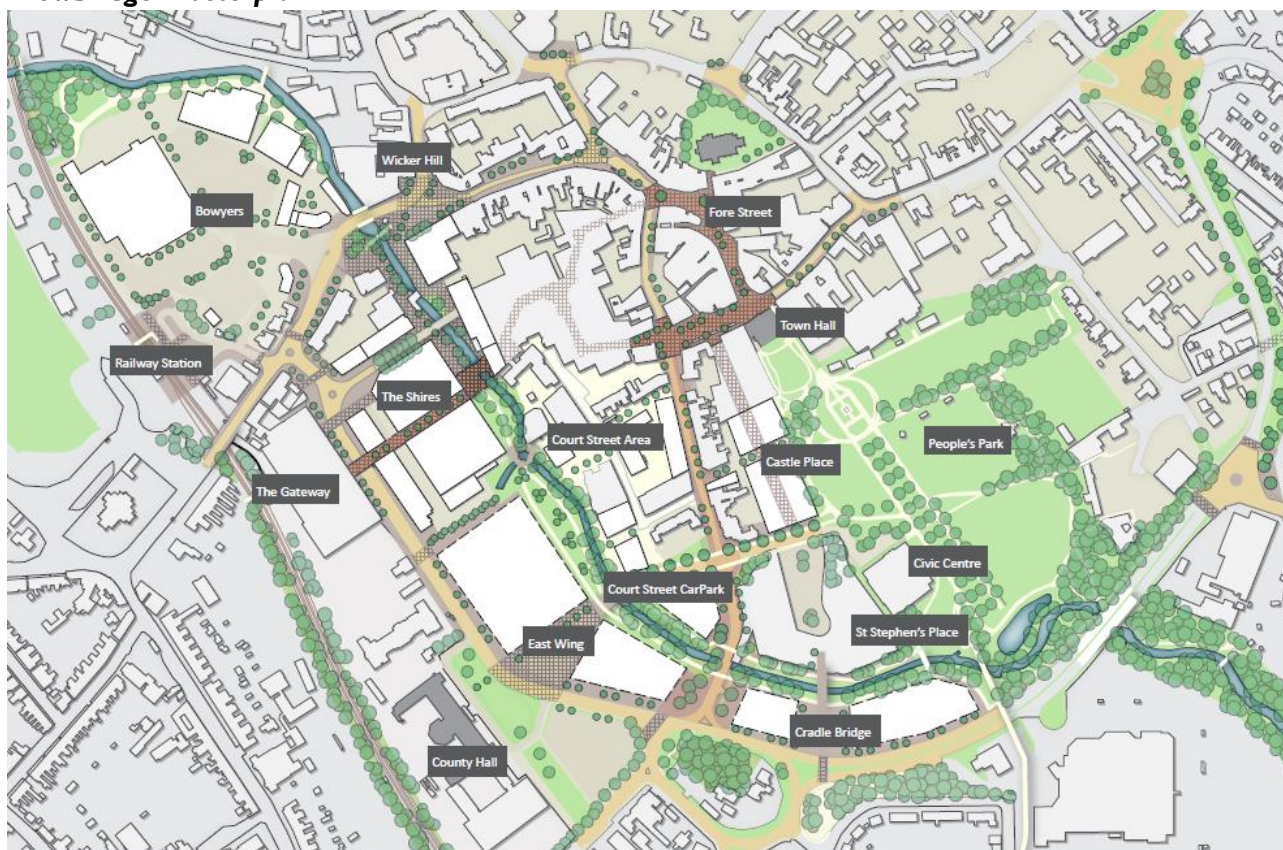 Wicker Hill
Bowyers
Fore Street
Town Hall
Railway Station
The Shires
Court Street Area
People's Park
Castle Place
The Gateway
Civic Centre
Court Street CarPark
St Stephen's Place
East Wing
Cradle Bridge
County Hall